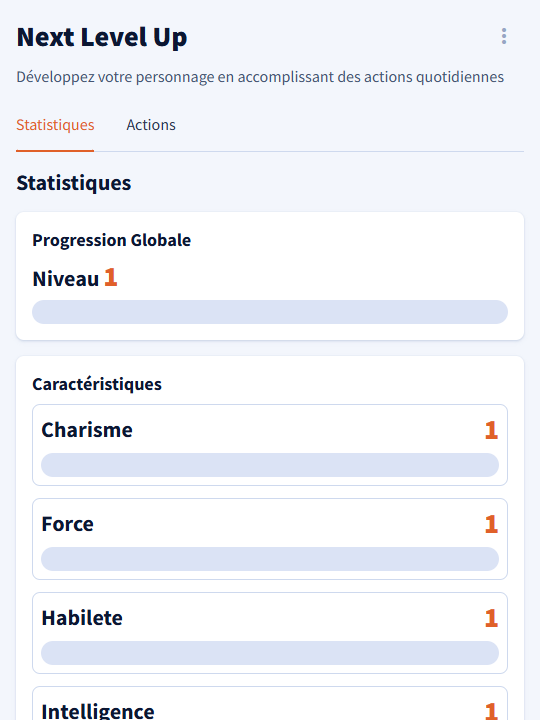 Next Level Up
Développez votre personnage en accomplissant des actions quotidiennes
Statistiques Actions
Statistiques
Progression Globale
Niveau 1
Caractéristiques
Charisme 1
Force 1
Habilete 1
Intelligence 1